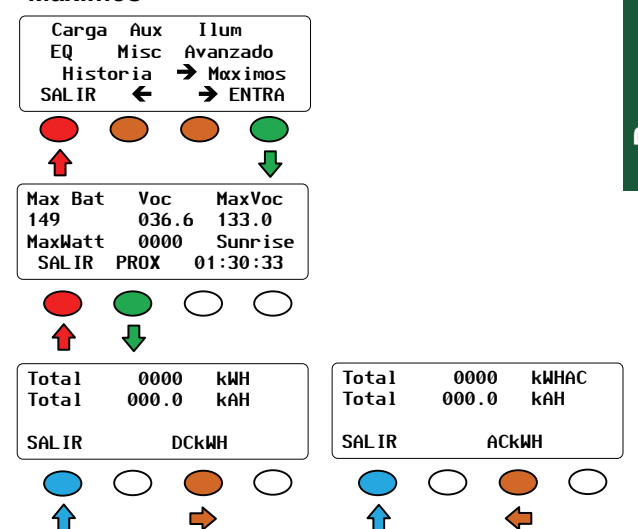 Carga Aux Ilum
EQ Misc Avanzado
Historia → Maximos
SALIR ← → ENTRA
Max Bat Voc MaxVoc
149 036.6 133.0
MaxWatt 0000 Sunrise
SALIR PROX 01:30:33
Total 0000 kWH
Total 000.0 kAH
SALIR DCkWH
Total 0000 kWHAC
Total 000.0 kAH
SALIR ACkWH